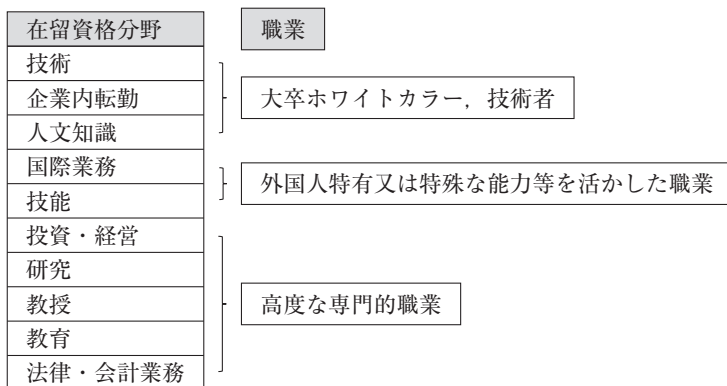 在留資格分野
職業
技術
企業内転勤
人文知識
大卒ホワイトカラー，技術者
国際業務
技能
外国人特有又は特殊な能力等を活かした職業
投資・経営
研究
教授
教育
法律・会計業務
高度な専門的職業